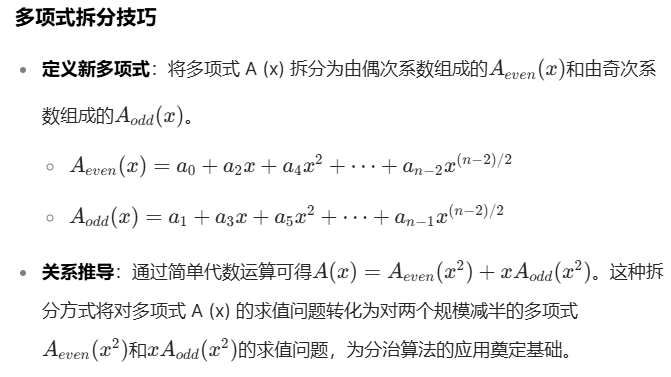 多项式拆分技巧
• 定义新多项式：将多项式 A (x) 拆分为由偶次系数组成的$A_{even}(x)$和由奇次系
数组成的$A_{odd}(x)$。
◦ $A_{even}(x) = a_0 + a_2x + a_4x^2 + \cdots + a_{n-2}x^{(n-2)/2}$
◦ $A_{odd}(x) = a_1 + a_3x + a_5x^2 + \cdots + a_{n-1}x^{(n-2)/2}$
• 关系推导：通过简单代数运算可得$A(x) = A_{even}(x^2) + xA_{odd}(x^2)$。这种拆
分方式将对多项式 A (x) 的求值问题转化为对两个规模减半的多项式
$A_{even}(x^2)$和$xA_{odd}(x^2)$的求值问题，为分治算法的应用奠定基础。